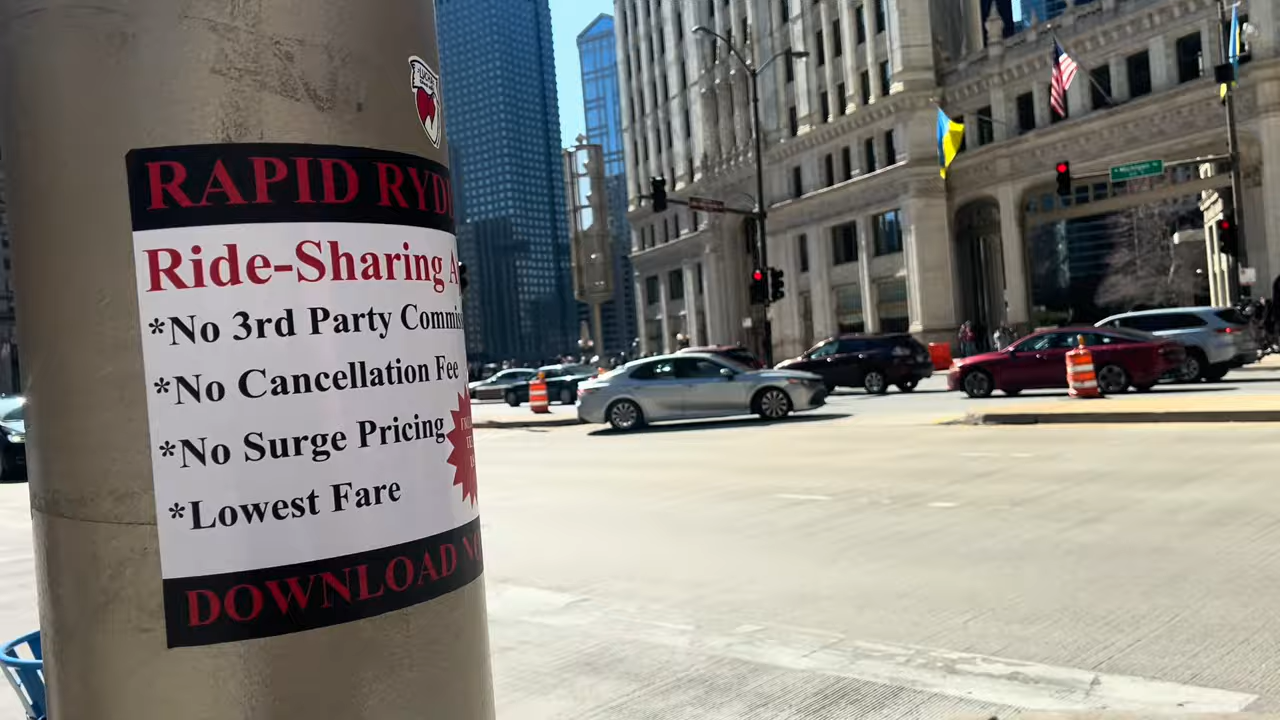 RAPID RYD
Ride-Sharing A
*No 3rd Party Commis
*No Cancellation Fee
*No Surge Pricing
*Lowest Fare
DOWNLOAD N